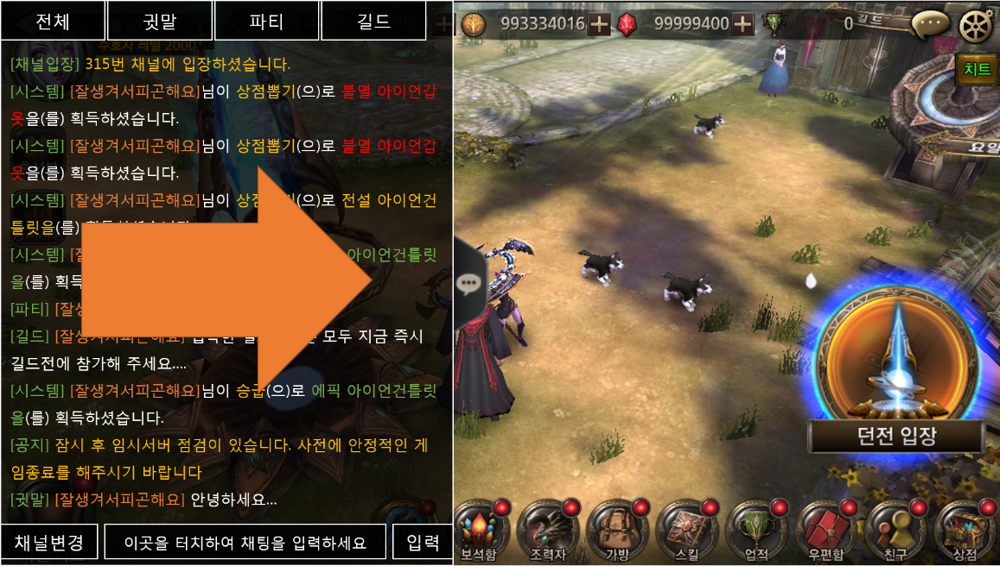 전체 귓말 파티 길드
993334016 99999400 0 길드
수호자 레벨 2000
치트
[채널입장] 315번 채널에 입장하셨습니다.
[시스템] [잘생겨서피곤해요]님이 상점뽑기(으)로 불멸 아이언갑
옷을(를) 획득하셨습니다.
[시스템] [잘생겨서피곤해요]님이 상점뽑기(으)로 불멸 아이언갑
옷을(를) 획득하셨습니다.
[시스템] [잘생겨서피곤해요]님이 (으)로 전설 아이언건
틀릿을(를)
[시스템] 아이언건틀릿
을(를)
[파티]
[길드] [잘생겨서피곤해요] 모두 지금 즉시
길드전에 참가해 주세요....
[시스템] [잘생겨서피곤해요]님이 승급(으)로 에픽 아이언건틀릿
을(를) 획득하셨습니다.
[공지] 잠시 후 임시서버 점검이 있습니다. 사전에 안정적인 게
임종료를 해주시기 바랍니다
[귓말] [잘생겨서피곤해요] 안녕하세요...
채널변경 이곳을 터치하여 채팅을 입력하세요 입력
던전 입장
보석함 조력자 가방 스킬 업적 우편함 친구 상점